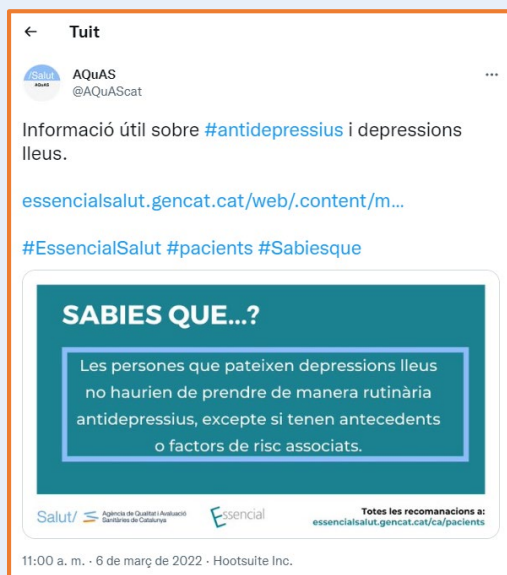 ← Tuit
/Salut
AQuAS
AQuAS
@AQuAScat
...
Informació útil sobre #antidepressius i depressions
lleus.
essencialsalut.gencat.cat/web/.content/m...
#EssencialSalut #pacients #Sabiesque
SABIES QUE...?
Les persones que pateixen depressions lleus
no haurien de prendre de manera rutinària
antidepressius, excepte si tenen antecedents
o factors de risc associats.
Salut/
Agència de Qualitat i Avaluació
Sanitàries de Catalunya
Essencial
Totes les recomanacions a:
essencialsalut.gencat.cat/ca/pacients
11:00 a. m. · 6 de març de 2022 · Hootsuite Inc.